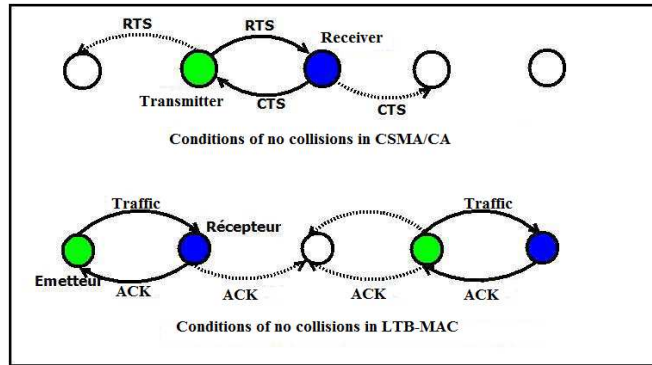 RTS
RTS
Receiver
Transmitter
CTS
CTS
Conditions of no collisions in CSMA/CA
Traffic
Traffic
Récepteur
Emetteur
ACK
ACK
ACK
ACK
Conditions of no collisions in LTB-MAC